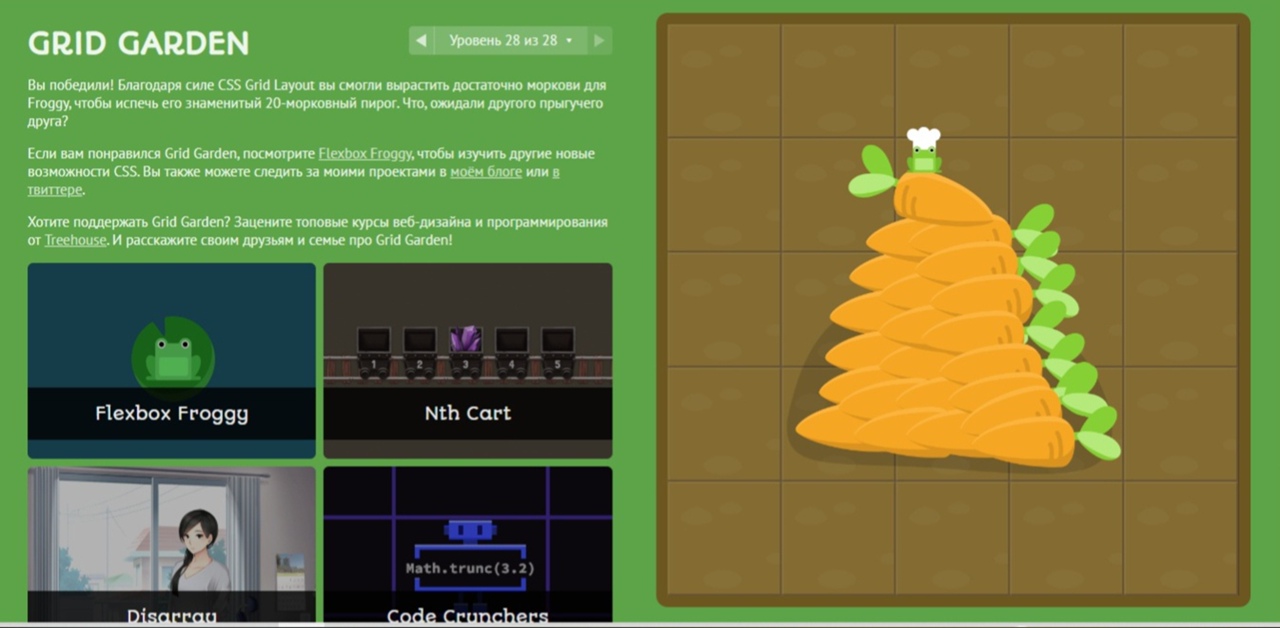 GRID GARDEN
Уровень 28 из 28
Вы победили! Благодаря силе CSS Grid Layout вы смогли вырастить достаточно моркови для
Froggy, чтобы испечь его знаменитый 20-морковный пирог. Что, ожидали другого прыгучего
друга?
Если вам понравился Grid Garden, посмотрите Flexbox Froggy, чтобы изучить другие новые
возможности CSS. Вы также можете следить за моими проектами в моём блоге или в
твиттере.
Хотите поддержать Grid Garden? Зацените топовые курсы веб-дизайна и программирования
от Treehouse. И расскажите своим друзьям и семье про Grid Garden!
1 2 3 4 5
Flexbox Froggy
Nth Cart
Math.trunc(3.2)
Disarray
Code Crunchers